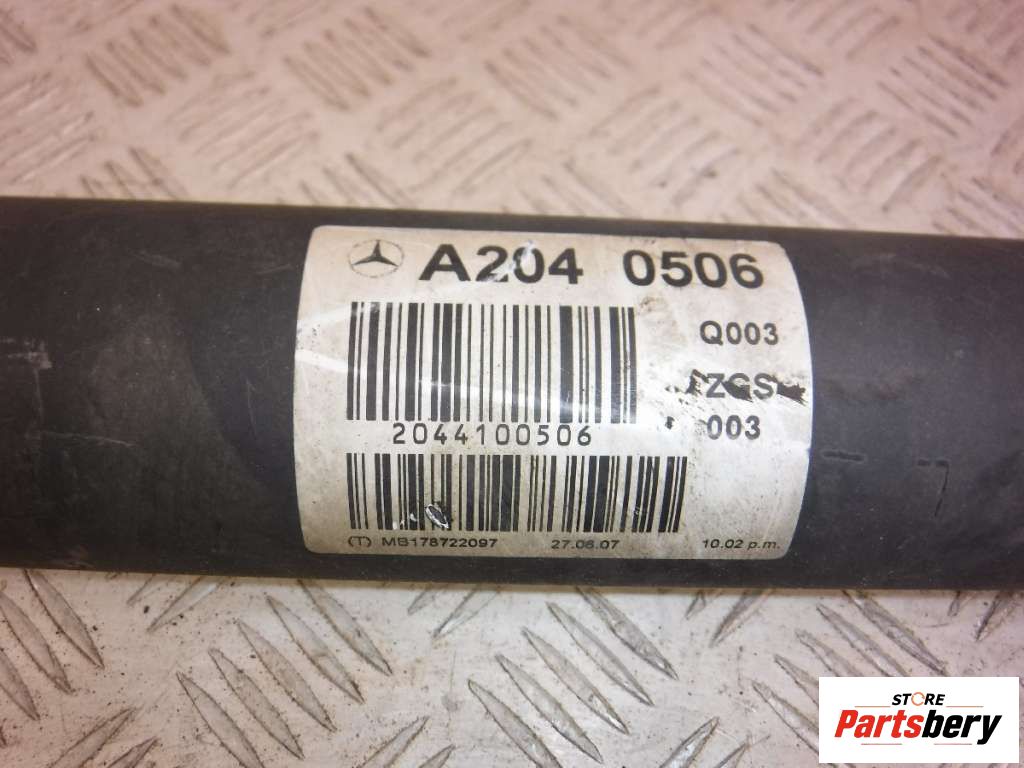 A204 0506
Q003
ZGS
003
2044100506
(T) MB178722097 27.06.07 10.02 p.m.
STORE
Partsbery